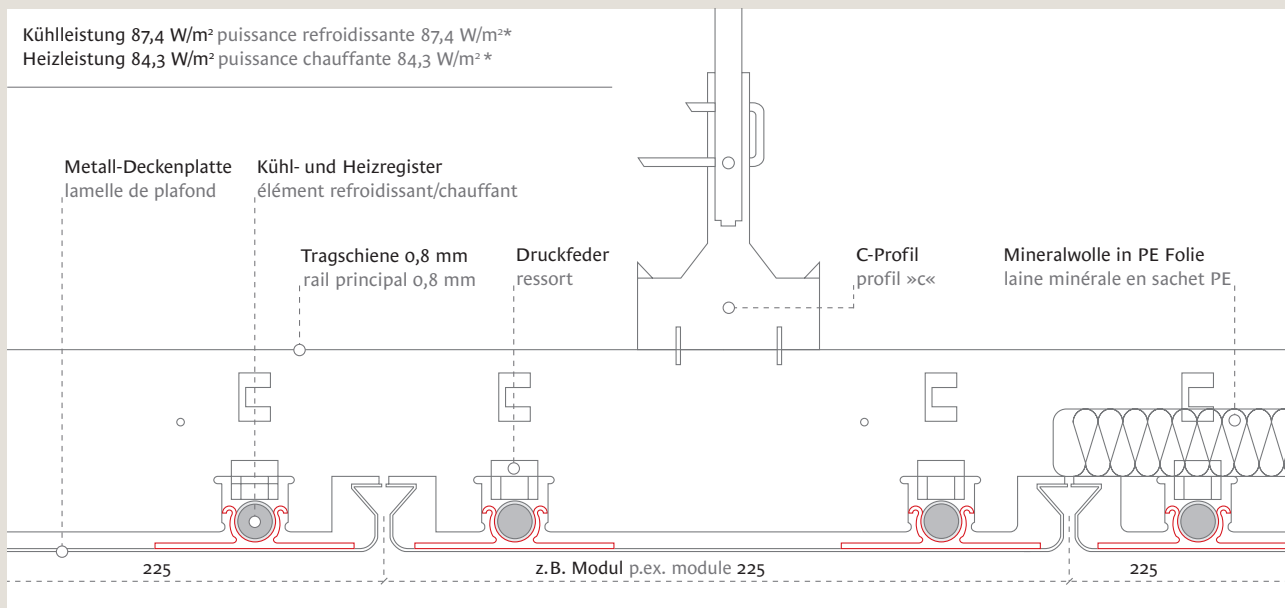 Kühlleistung 87,4 W/m² puissance refroidissante 87,4 W/m²*
Heizleistung 84,3 W/m² puissance chauffante 84,3 W/m² *
Metall-Deckenplatte
lamelle de plafond
Kühl- und Heizregister
élément refroidissant/chauffant
Tragschiene 0,8 mm
rail principal 0,8 mm
Druckfeder
ressort
C-Profil
profil »c«
Mineralwolle in PE Folie
laine minérale en sachet PE
225
z.B. Modul p.ex. module 225
225